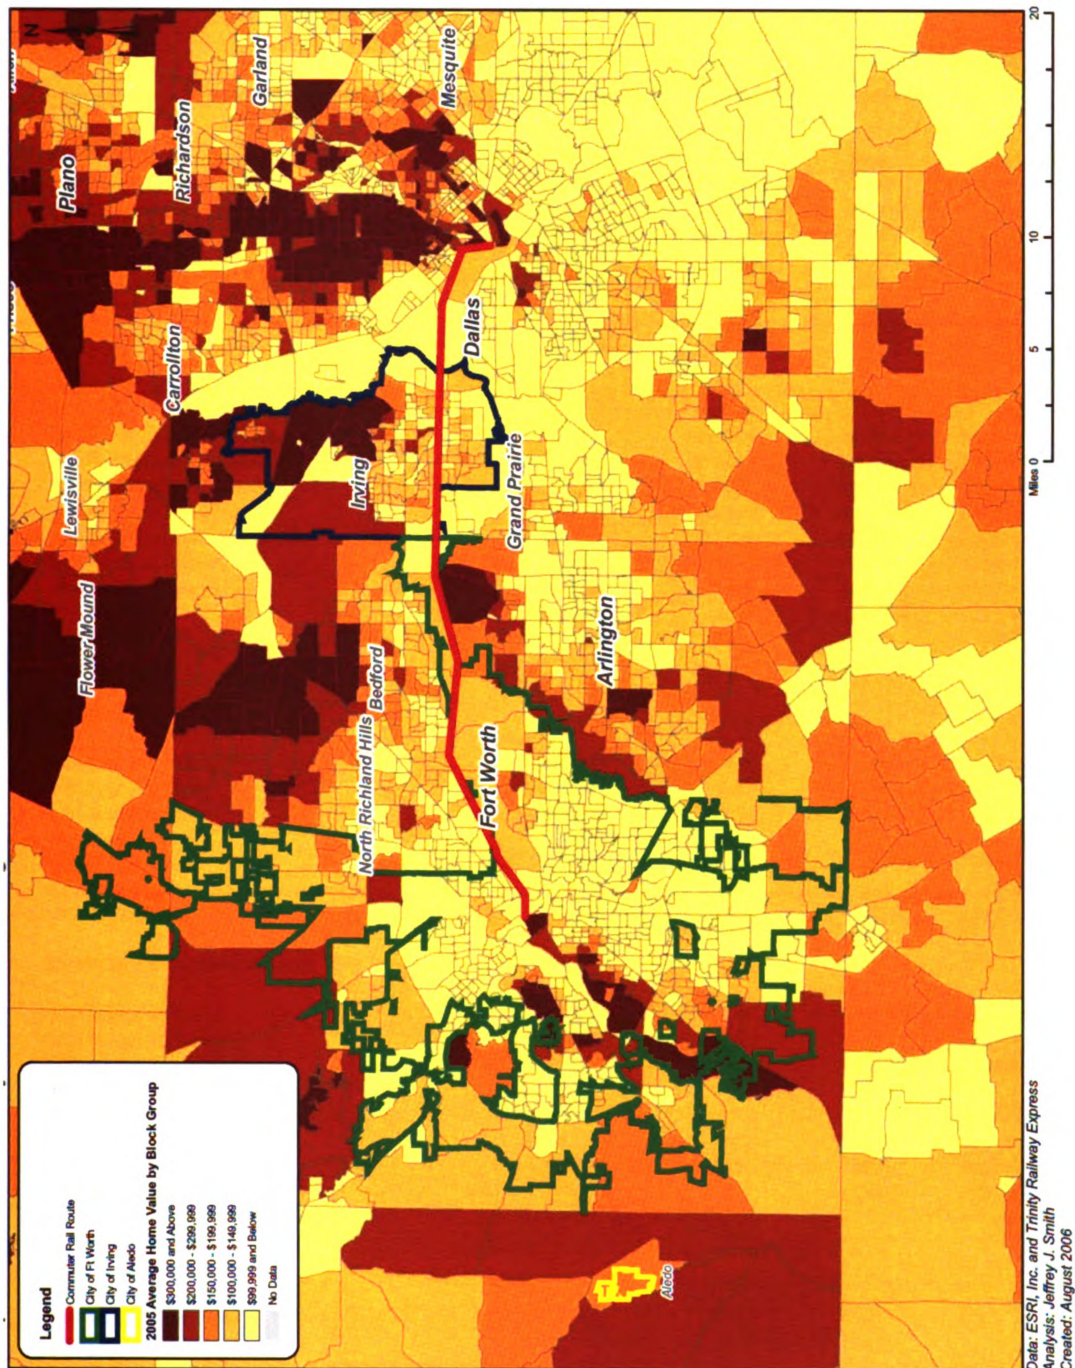 Legend
Commuter Rail Route
City of Ft Worth
City of Irving
City of Aledo
2005 Average Home Value by Block Group
$300,000 and Above
$200,000 - $299,999
$150,000 - $199,999
$100,000 - $149,999
$99,999 and Below
No Data
N
Plano
Richardson
Garland
Mesquite
Carrollton
Lewisville
Flower Mound
Irving
Dallas
Grand Prairie
Bedford
North Richland Hills
Arlington
Fort Worth
Aledo
Miles 0 5 10 20
Data: ESRI, Inc. and Trinity Railway Express
Analysis: Jeffrey J. Smith
Created: August 2006